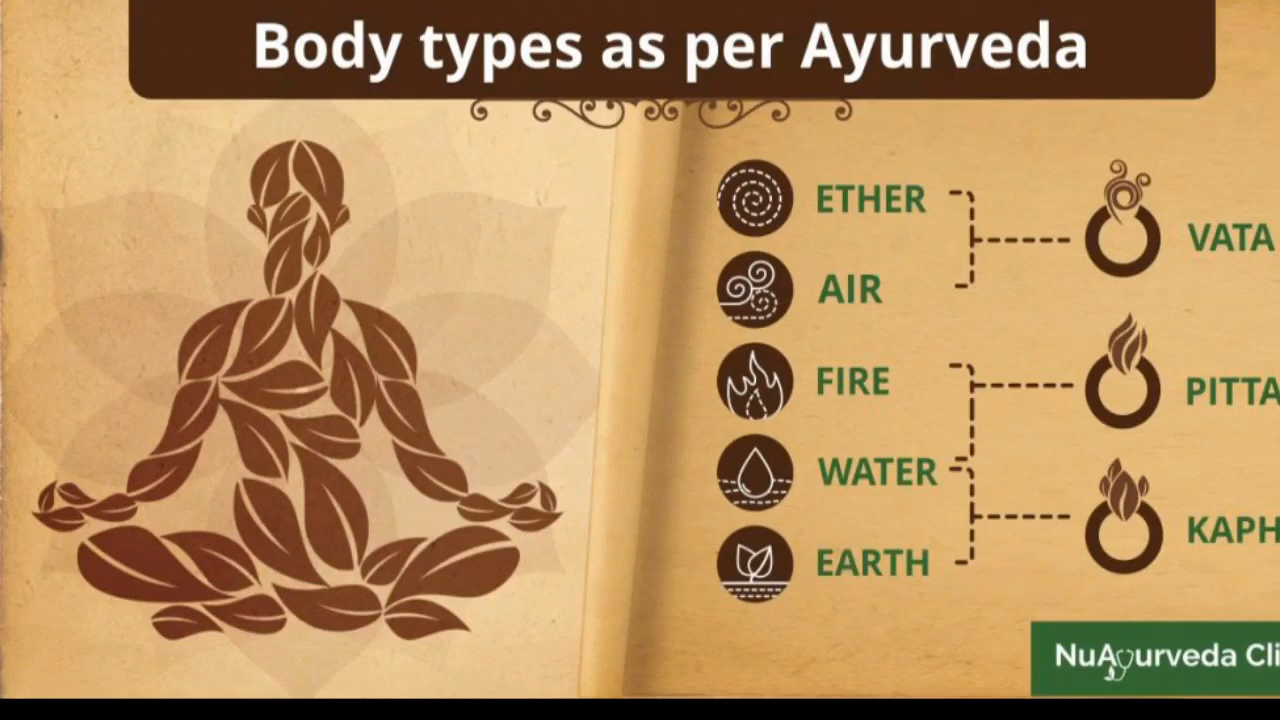 Body types as per Ayurveda
ETHER
AIR
FIRE
WATER
EARTH
VATA
PITTA
KAPH
NuAyurveda Cli